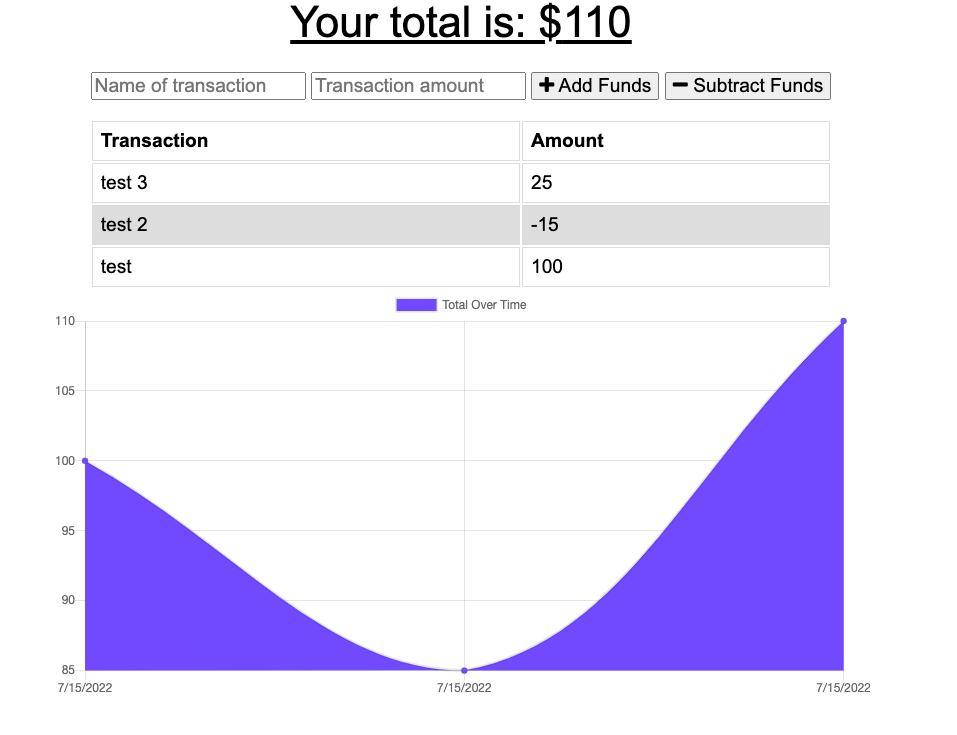 Your total is: $110
Name of transaction Transaction amount Add Funds Subtract Funds
Transaction Amount
test 3 25
test 2 -15
test 100
Total Over Time
110
105
100
95
90
85
7/15/2022 7/15/2022 7/15/2022